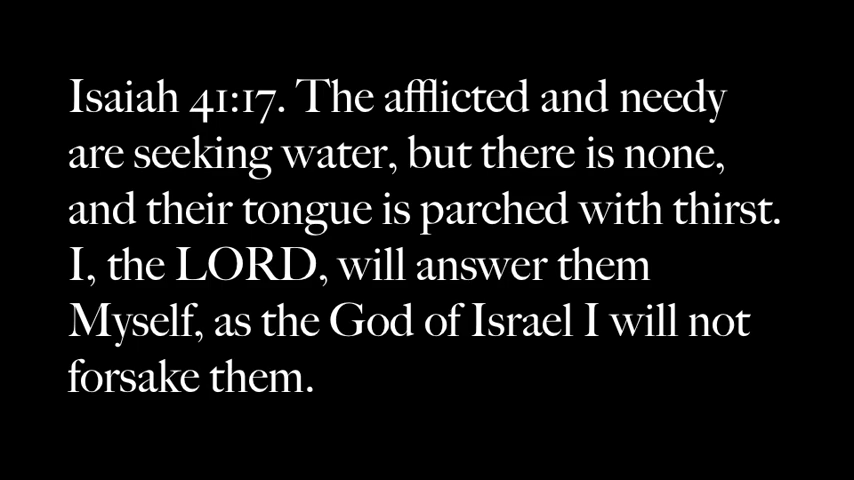 Isaiah 41:17. The afflicted and needy
are seeking water, but there is none,
and their tongue is parched with thirst.
I, the LORD, will answer them
Myself, as the God of Israel I will not
forsake them.